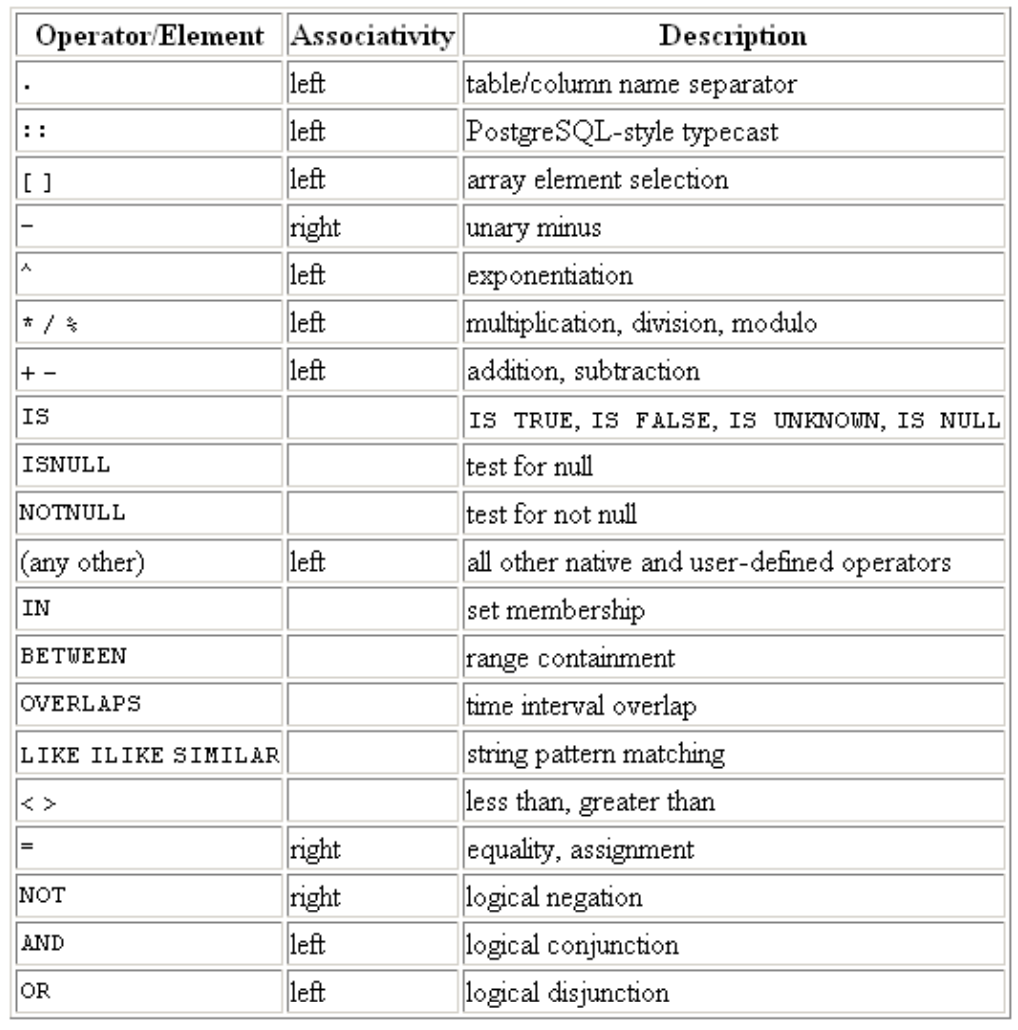 Operator/Element Associativity Description
. left table/column name separator
:: left PostgreSQL-style typecast
[ ] left array element selection
- right unary minus
^ left exponentiation
* / % left multiplication, division, modulo
+ - left addition, subtraction
IS IS TRUE, IS FALSE, IS UNKNOWN, IS NULL
ISNULL test for null
NOTNULL test for not null
(any other) left all other native and user-defined operators
IN set membership
BETWEEN range containment
OVERLAPS time interval overlap
LIKE ILIKE SIMILAR string pattern matching
< > less than, greater than
= right equality, assignment
NOT right logical negation
AND left logical conjunction
OR left logical disjunction